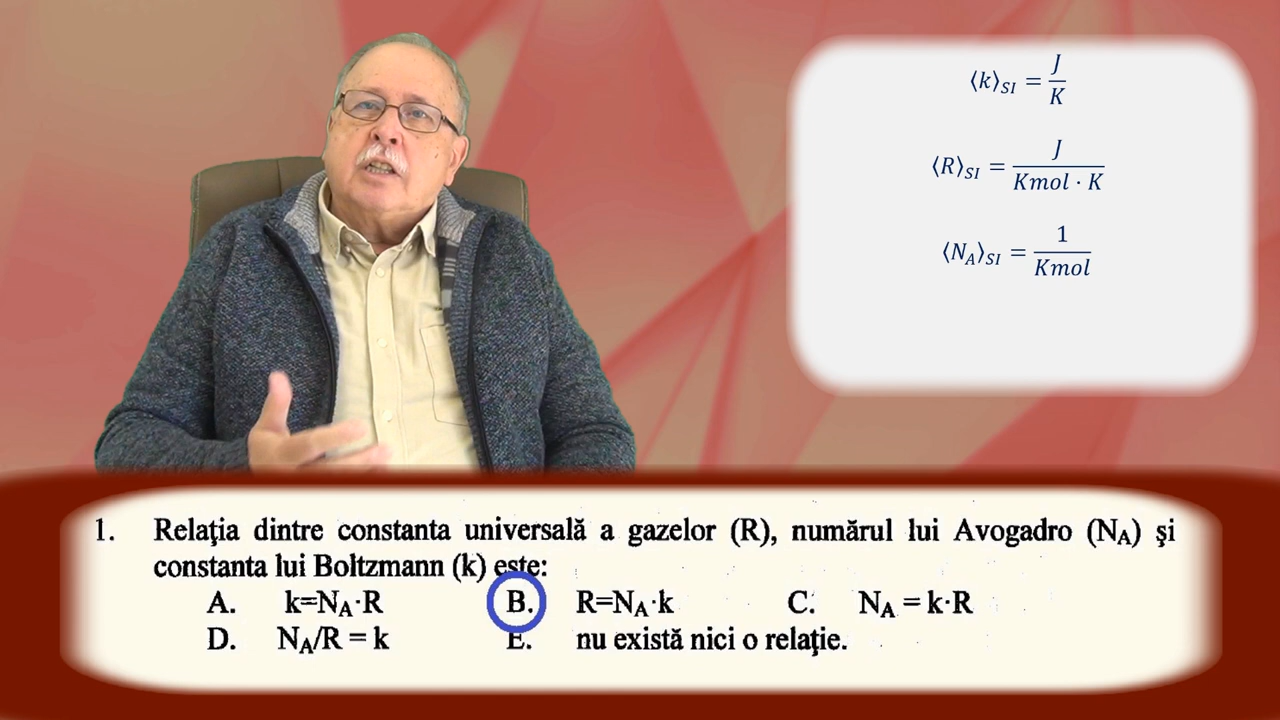 ⟨k⟩SI = J/K
⟨R⟩SI = J/(Kmol · K)
⟨NA⟩SI = 1/Kmol
1. Relaţia dintre constanta universală a gazelor (R), numărul lui Avogadro (NA) şi
constanta lui Boltzmann (k) este:
A. k=NA·R B. R=NA·k C. NA = k·R
D. NA/R = k E. nu există nici o relaţie.